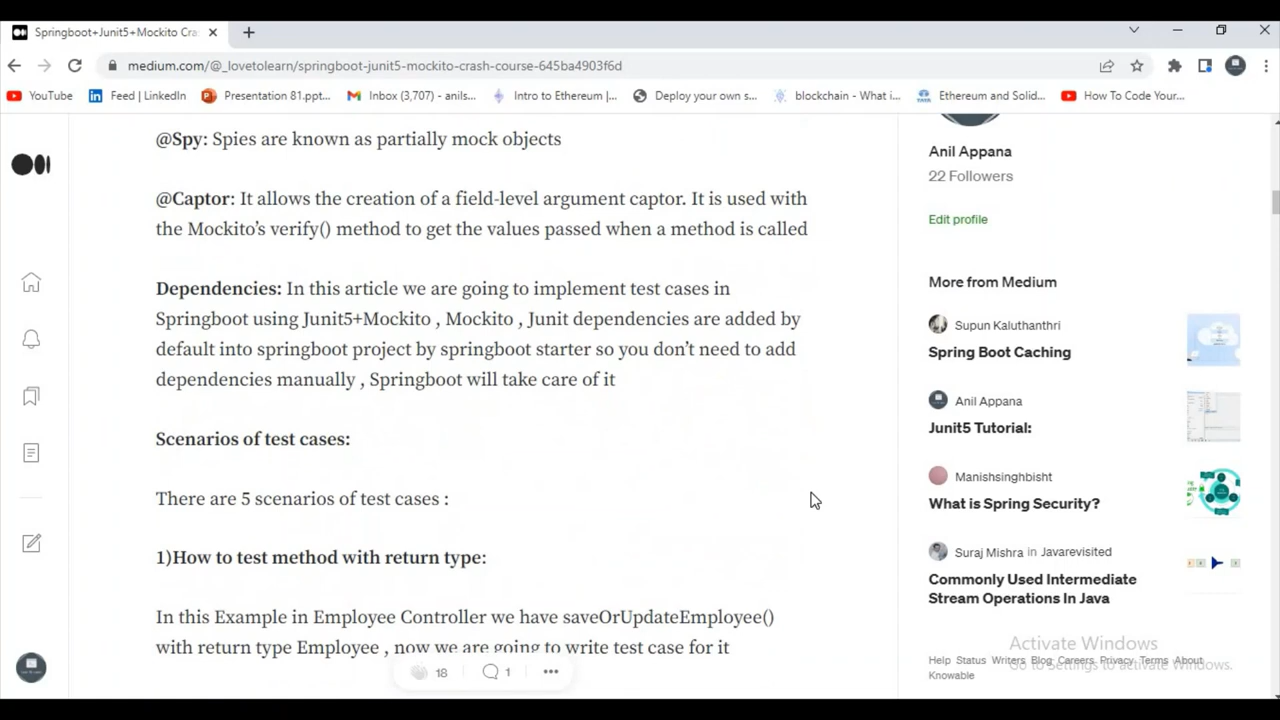 Springboot+Junit5+Mockito Cra
medium.com/@_lovetolearn/springboot-junit5-mockito-crash-course-645ba4903f6d
YouTube
Feed | LinkedIn
Presentation 81.ppt...
Inbox (3,707) - anils...
Intro to Ethereum |...
Deploy your own s...
blockchain - What i...
Ethereum and Solid...
How To Code Your...
@Spy: Spies are known as partially mock objects
@Captor: It allows the creation of a field-level argument captor. It is used with
the Mockito’s verify() method to get the values passed when a method is called
Dependencies: In this article we are going to implement test cases in
Springboot using Junit5+Mockito , Mockito , Junit dependencies are added by
default into springboot project by springboot starter so you don’t need to add
dependencies manually , Springboot will take care of it
Scenarios of test cases:
There are 5 scenarios of test cases :
1)How to test method with return type:
In this Example in Employee Controller we have saveOrUpdateEmployee()
with return type Employee , now we are going to write test case for it
18
1
Anil Appana
22 Followers
Edit profile
More from Medium
Supun Kaluthanthri
Spring Boot Caching
Anil Appana
Junit5 Tutorial:
Manishsinghbisht
What is Spring Security?
Suraj Mishra in Javarevisited
Commonly Used Intermediate
Stream Operations In Java
Activate Windows
Go to Settings to activate Windows.
Help Status Writers Blog Careers Privacy Terms About
Knowable